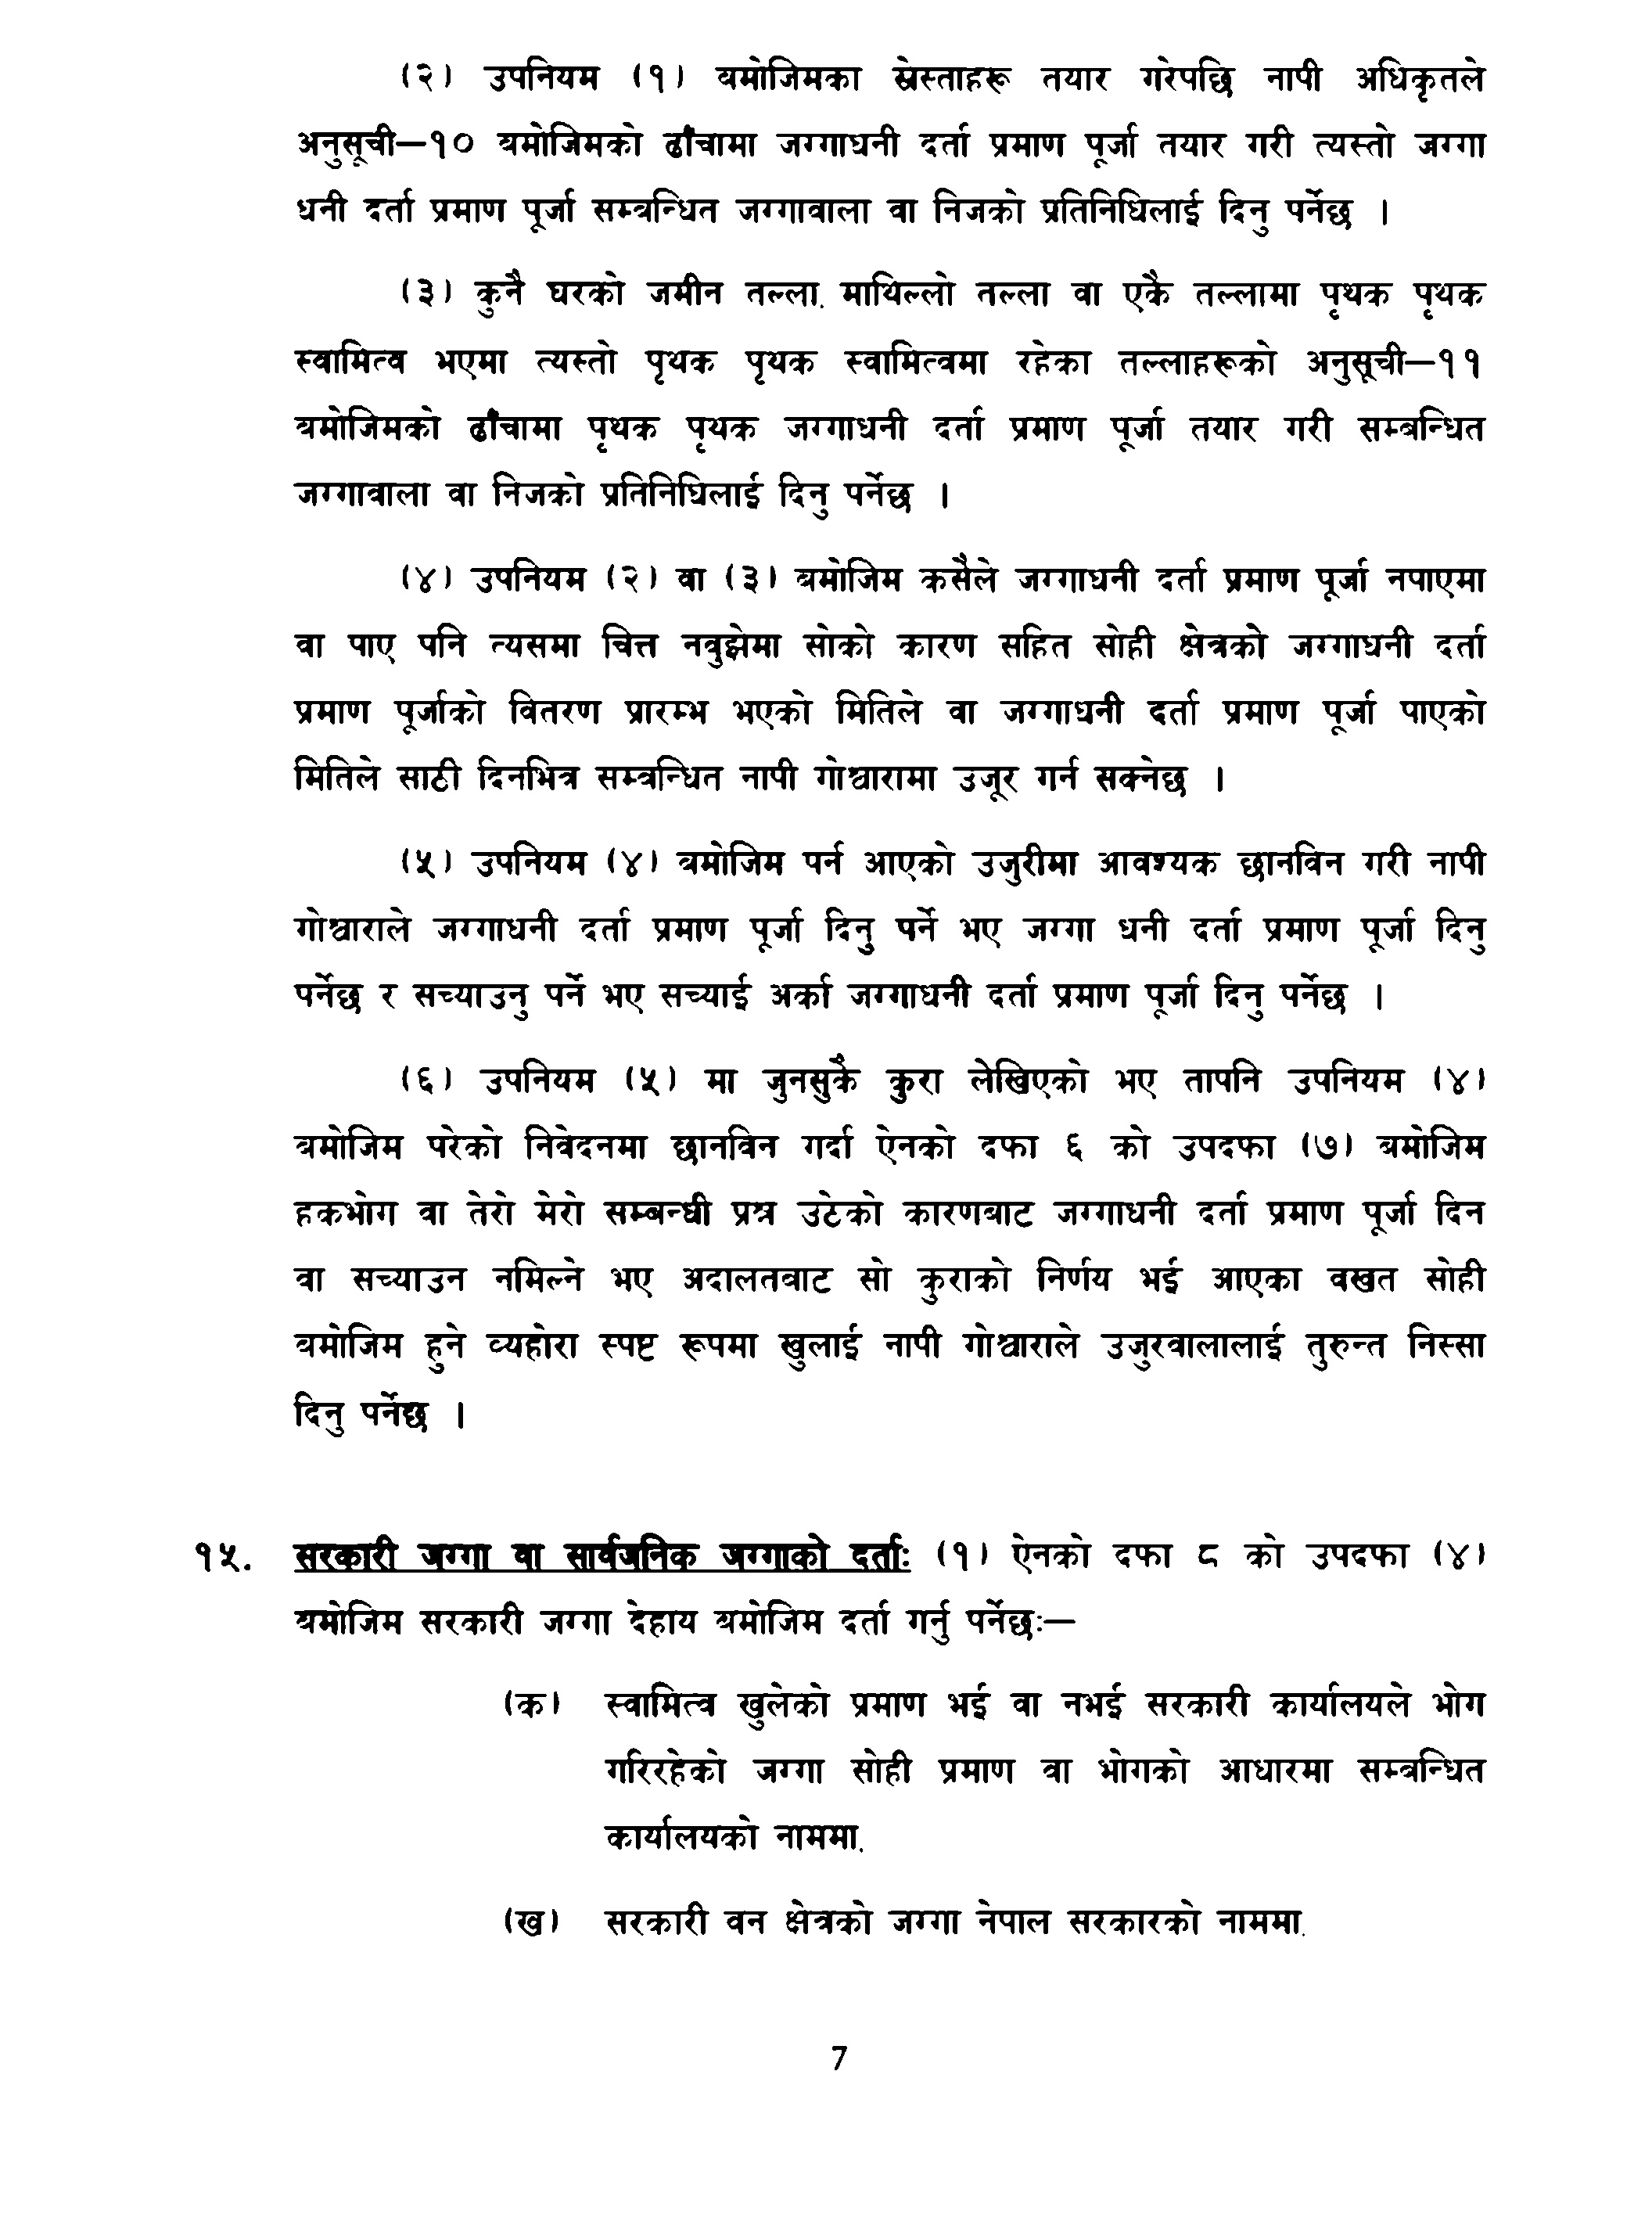 (२) उपनियम (१) बमोजिमका स्रेस्ताहरू तयार गरेपछि नापी अधिकृतले
अनुसूची–१० बमोजिमको ढाँचामा जग्गाधनी दर्ता प्रमाण पूर्जा तयार गरी त्यस्तो जग्गा
धनी दर्ता प्रमाण पूर्जा सम्बन्धित जग्गावाला वा निजको प्रतिनिधिलाई दिनु पर्नेछ ।
(३) कुनै घरको जमीन तल्ला, माथिल्लो तल्ला वा एकै तल्लामा पृथक पृथक
स्वामित्व भएमा त्यस्तो पृथक पृथक स्वामित्वमा रहेका तल्लाहरूको अनुसूची–११
बमोजिमको ढाँचामा पृथक पृथक जग्गाधनी दर्ता प्रमाण पूर्जा तयार गरी सम्बन्धित
जग्गावाला वा निजको प्रतिनिधिलाई दिनु पर्नेछ ।
(४) उपनियम (२) वा (३) बमोजिम कसैले जग्गाधनी दर्ता प्रमाण पूर्जा नपाएमा
वा पाए पनि त्यसमा चित्त नबुझेमा सोको कारण सहित सोही क्षेत्रको जग्गाधनी दर्ता
प्रमाण पूर्जाको वितरण प्रारम्भ भएको मितिले वा जग्गाधनी दर्ता प्रमाण पूर्जा पाएको
मितिले साठी दिनभित्र सम्बन्धित नापी गोश्वारामा उजूर गर्न सक्नेछ ।
(५) उपनियम (४) बमोजिम पर्न आएको उजुरीमा आवश्यक छानविन गरी नापी
गोश्वाराले जग्गाधनी दर्ता प्रमाण पूर्जा दिनु पर्ने भए जग्गा धनी दर्ता प्रमाण पूर्जा दिनु
पर्नेछ र सच्याउनु पर्ने भए सच्याई अर्का जग्गाधनी दर्ता प्रमाण पूर्जा दिनु पर्नेछ ।
(६) उपनियम (५) मा जुनसुकै कुरा लेखिएको भए तापनि उपनियम (४)
बमोजिम परेको निवेदनमा छानविन गर्दा ऐनको दफा ६ को उपदफा (७) बमोजिम
हकभोग वा तेरो मेरो सम्बन्धी प्रश्न उठेको कारणबाट जग्गाधनी दर्ता प्रमाण पूर्जा दिन
वा सच्याउन नमिल्ने भए अदालतबाट सो कुराको निर्णय भई आएका बखत सोही
बमोजिम हुने व्यहोरा स्पष्ट रूपमा खुलाई नापी गोश्वाराले उजुरवालालाई तुरुन्त निस्सा
दिनु पर्नेछ ।
१५. सरकारी जग्गा वा सार्वजनिक जग्गाको दर्ताः (१) ऐनको दफा ८ को उपदफा (४)
बमोजिम सरकारी जग्गा देहाय बमोजिम दर्ता गर्नु पर्नेछः–
(क) स्वामित्व खुलेको प्रमाण भई वा नभई सरकारी कार्यालयले भोग
गरिरहेको जग्गा सोही प्रमाण वा भोगको आधारमा सम्बन्धित
कार्यालयको नाममा,
(ख) सरकारी वन क्षेत्रको जग्गा नेपाल सरकारको नाममा,
7